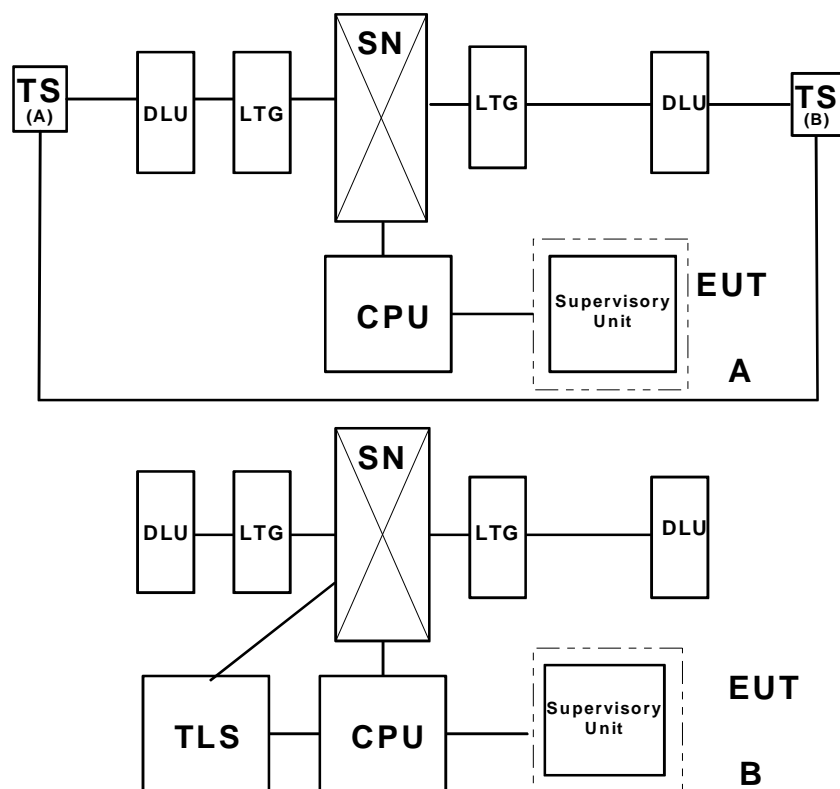 SN
TS
(A)
DLU
LTG
LTG
DLU
TS
(B)
CPU
Supervisory
Unit
EUT
A
SN
DLU
LTG
LTG
DLU
TLS
CPU
Supervisory
Unit
EUT
B